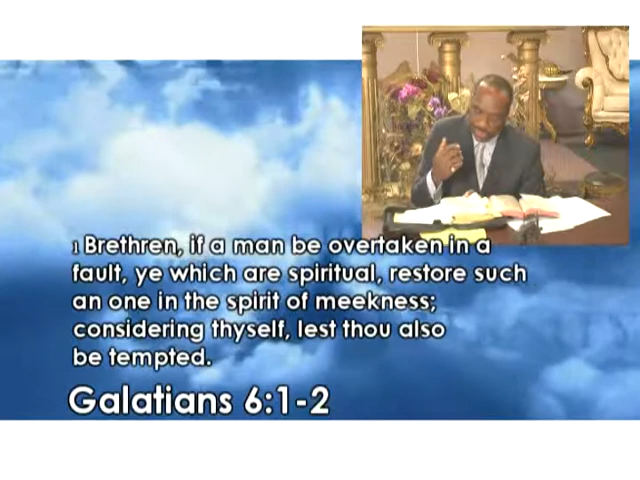 1 Brethren, if a man be overtaken in a
fault, ye which are spiritual, restore such
an one in the spirit of meekness;
considering thyself, lest thou also
be tempted.
Galatians 6:1-2